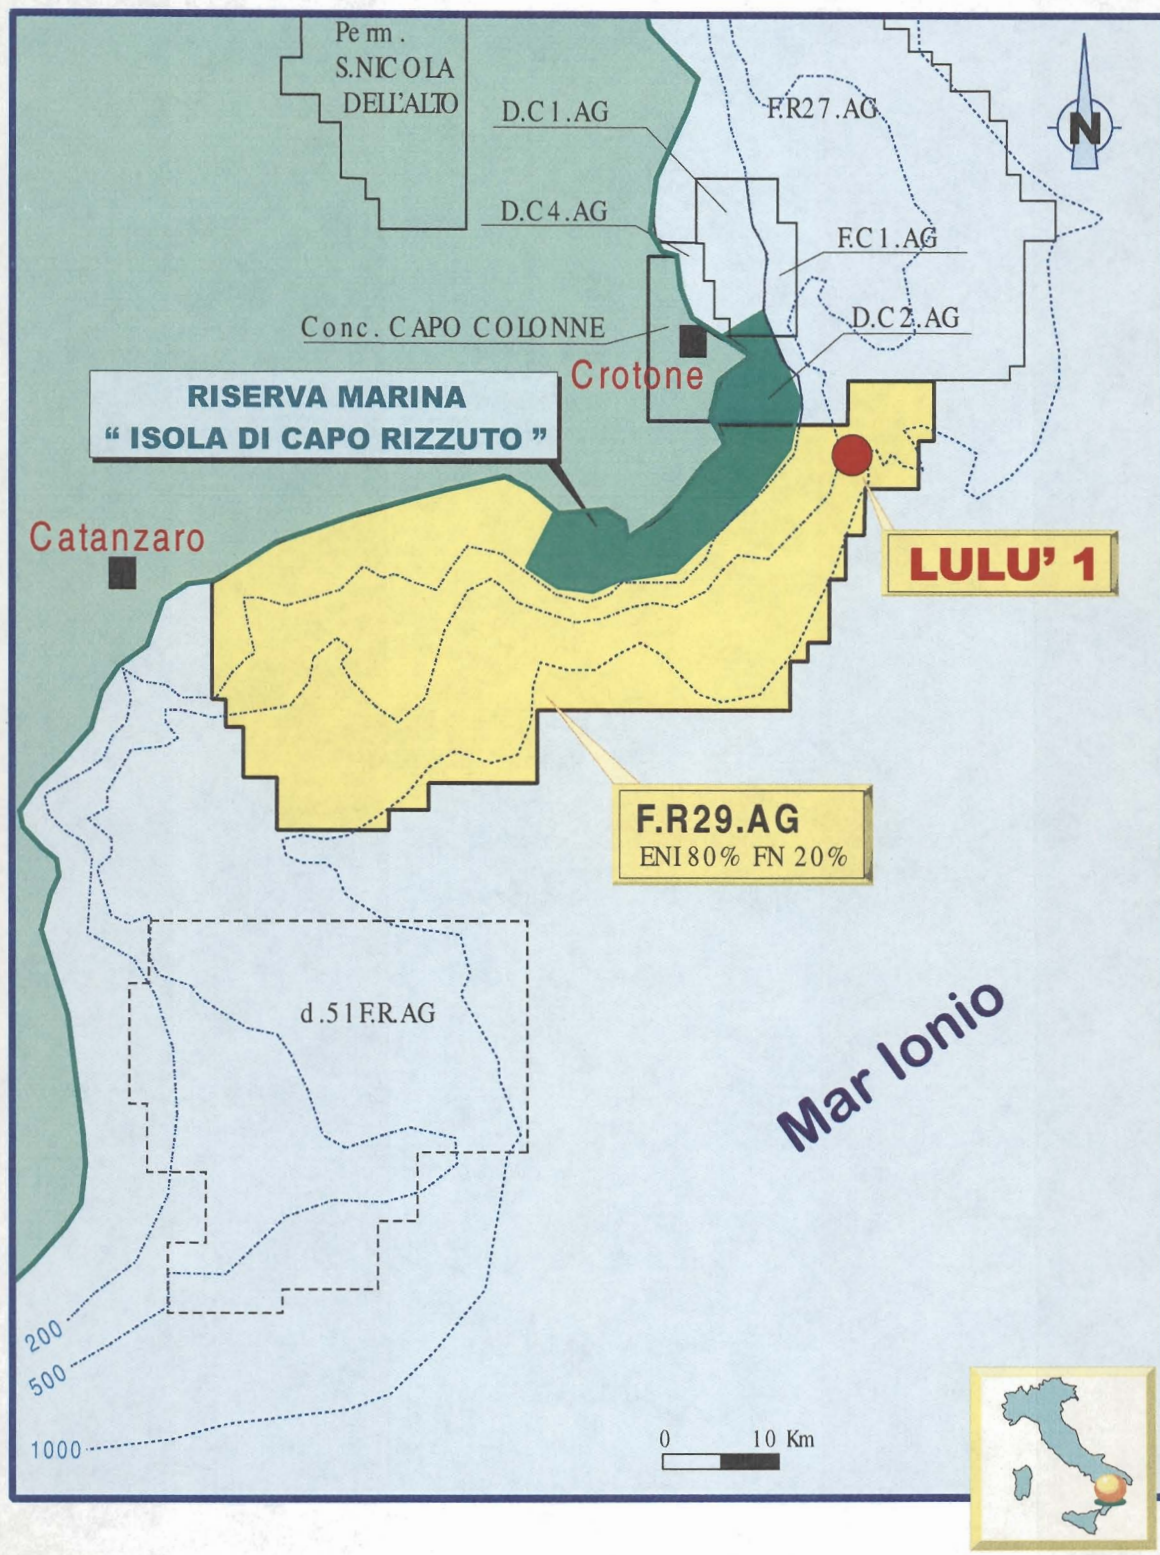 Perm.
S.NICOLA
DELL'ALTO
D.C1.AG
F.R27.AG
N
D.C4.AG
F.C1.AG
Conc. CAPO COLONNE
D.C2.AG
Crotone
RISERVA MARINA
“ ISOLA DI CAPO RIZZUTO ”
Catanzaro
LULU' 1
F.R29.AG
ENI 80% FN 20%
d.51F.R.AG
Mar Ionio
200
500
1000
0 10 Km